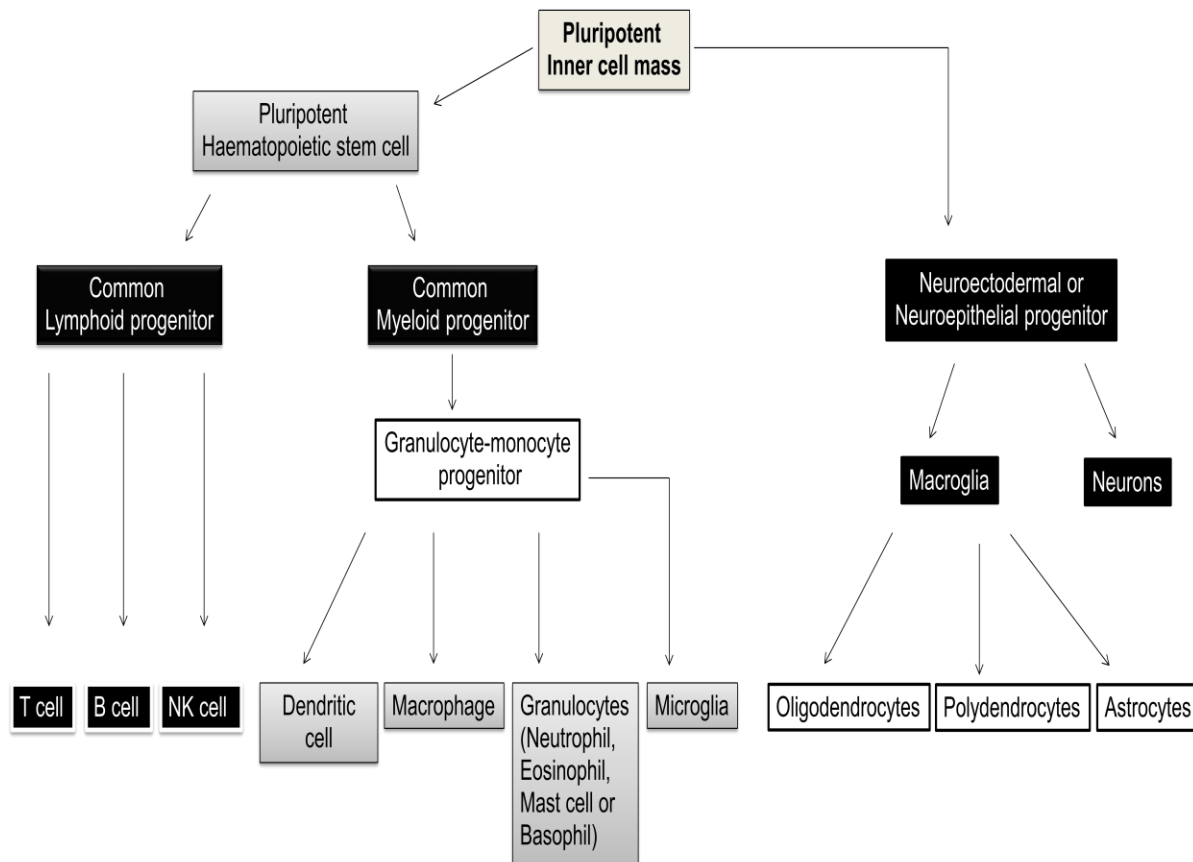 Pluripotent
Inner cell mass
Pluripotent
Haematopoietic stem cell
Common
Lymphoid progenitor
Common
Myeloid progenitor
Neuroectodermal or
Neuroepithelial progenitor
Granulocyte-monocyte
progenitor
Macroglia
Neurons
T cell
B cell
NK cell
Dendritic
cell
Macrophage
Granulocytes
(Neutrophil,
Eosinophil,
Mast cell or
Basophil)
Microglia
Oligodendrocytes
Polydendrocytes
Astrocytes